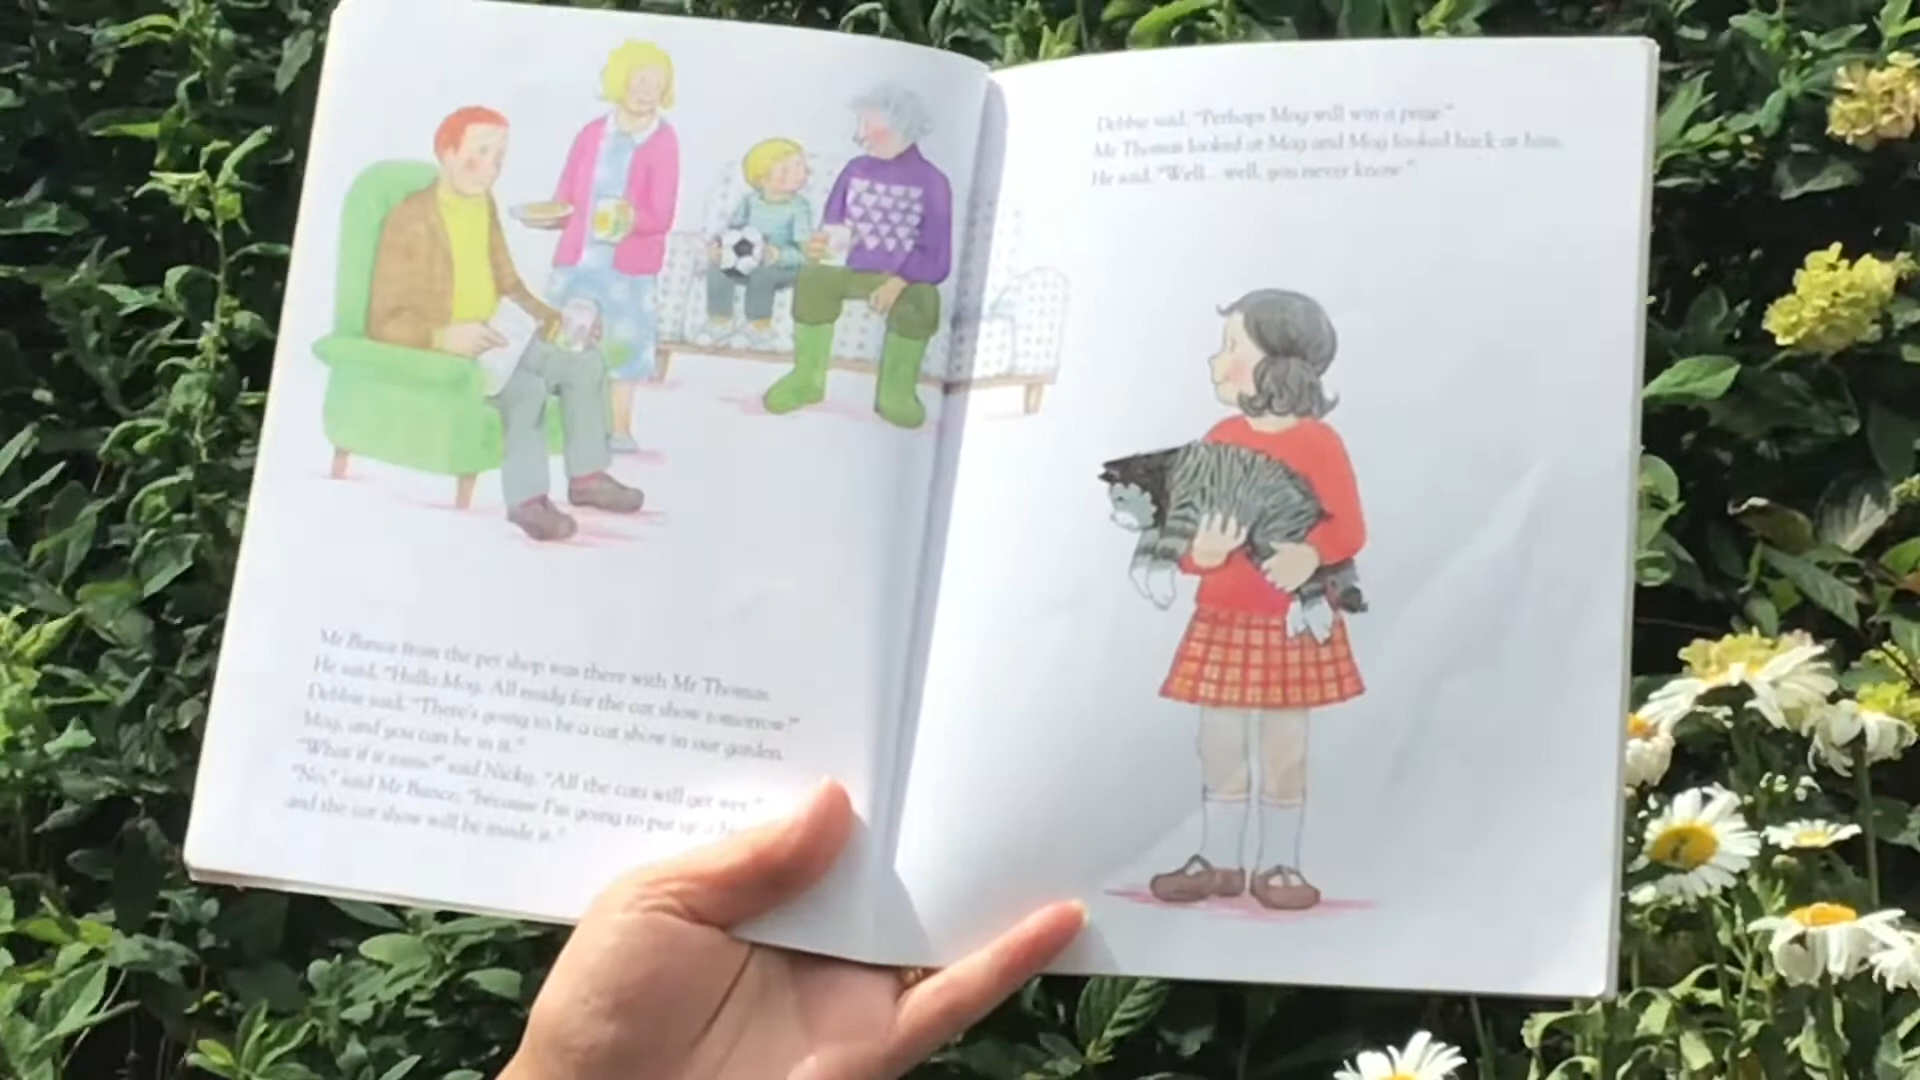 Mr Bunce from the pet shop was there with Mr Thomas.
He said, "Hallo Mog. All ready for the cat show tomorrow?"
Debbie said, "There's going to be a cat show in our garden,
Mog, and you can be in it."
"What if it rains?" said Nicky. "All the cats will get wet."
"No," said Mr Bunce, "because I'm going to put up a
and the cat show will be inside it."
Debbie said, "Perhaps Mog will win a prize."
Mr Thomas looked at Mog and Mog looked back at him.
He said, "Well... well, you never know."